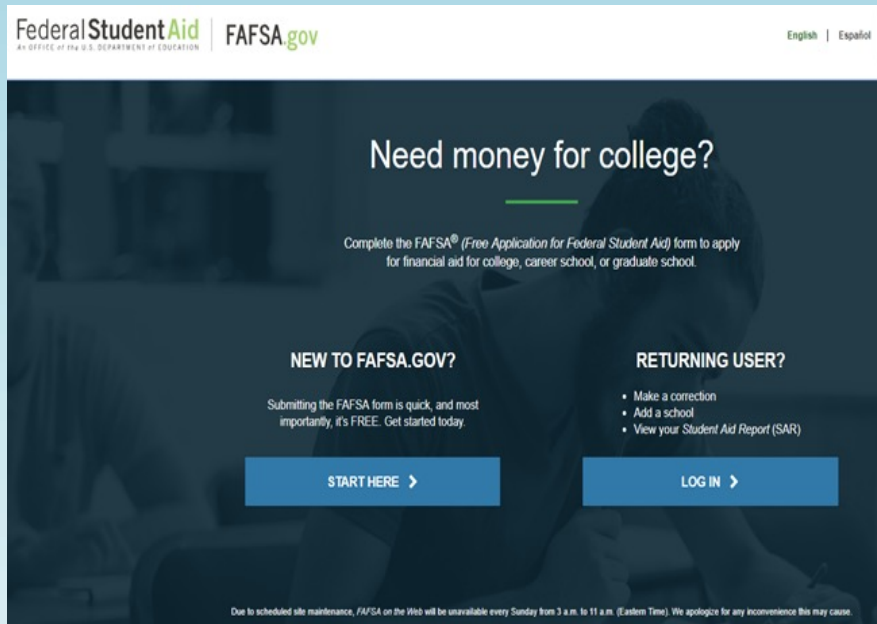 Federal Student Aid
An OFFICE of the U.S. DEPARTMENT of EDUCATION
FAFSA.gov
English | Español
Need money for college?
Complete the FAFSA® (Free Application for Federal Student Aid) form to apply
for financial aid for college, career school, or graduate school.
NEW TO FAFSA.GOV?
Submitting the FAFSA form is quick, and most
importantly, it's FREE. Get started today.
START HERE
RETURNING USER?
• Make a correction
• Add a school
• View your Student Aid Report (SAR)
LOG IN
Due to scheduled site maintenance, FAFSA on the Web will be unavailable every Sunday from 3 a.m. to 11 a.m. (Eastern Time). We apologize for any inconvenience this may cause.